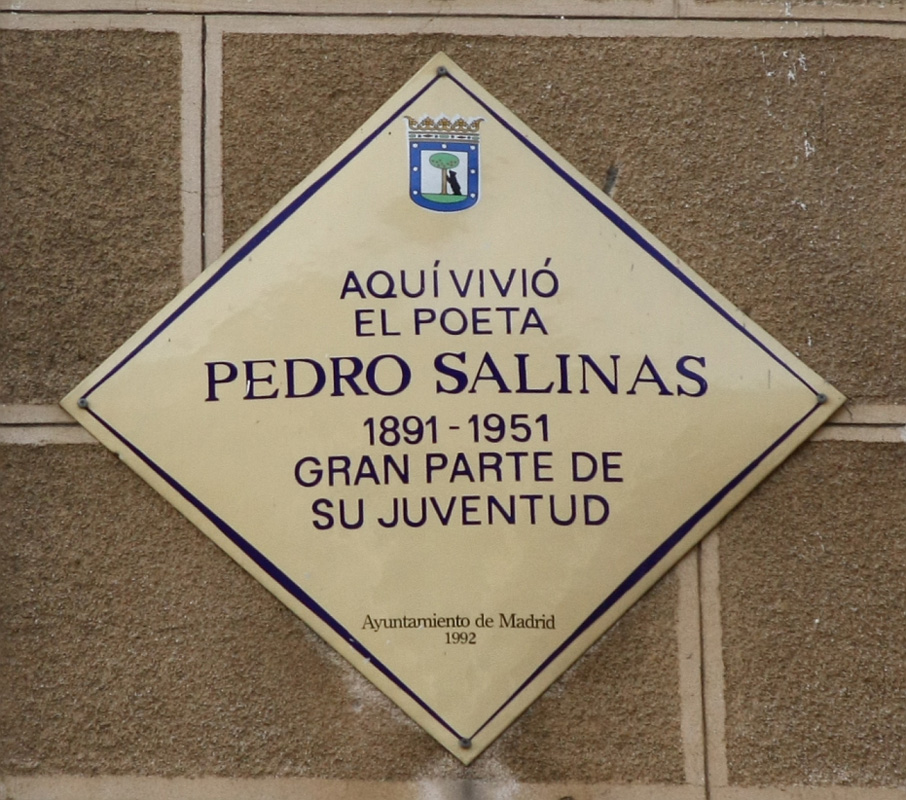 AQUÍ VIVIÓ
EL POETA
PEDRO SALINAS
1891 - 1951
GRAN PARTE DE
SU JUVENTUD
Ayuntamiento de Madrid
1992